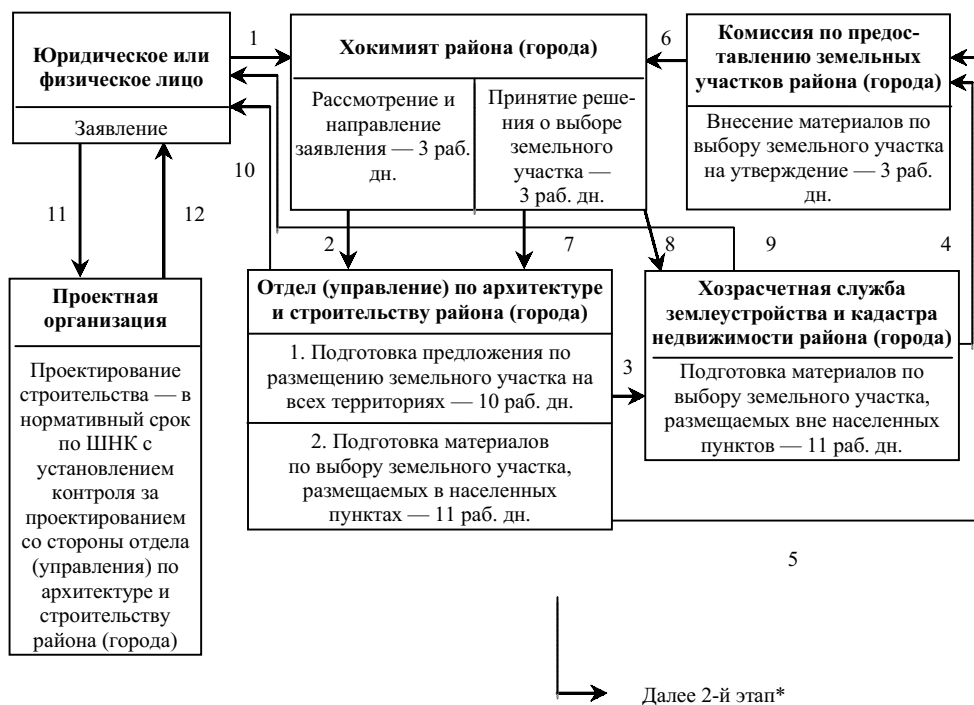 Юридическое или
физическое лицо
Заявление
1
Хокимият района (города)
Рассмотрение и
направление
заявления — 3 раб.
дн.
Принятие реше-
ния о выборе
земельного
участка —
3 раб. дн.
6
Комиссия по предос-
тавлению земельных
участков района (города)
Внесение материалов по
выбору земельного участка
на утверждение — 3 раб.
дн.
11
12
10
2
7
8
9
4
Проектная
организация
Проектирование
строительства — в
нормативный срок
по ШНК с
установлением
контроля за
проектированием
со стороны отдела
(управления) по
архитектуре и
строительству
района (города)
Отдел (управление) по архитектуре
и строительству района (города)
1. Подготовка предложения по
размещению земельного участка на
всех территориях — 10 раб. дн.
2. Подготовка материалов
по выбору земельного участка,
размещаемых в населенных
пунктах — 11 раб. дн.
3
Хозрасчетная служба
землеустройства и кадастра
недвижимости района (города)
Подготовка материалов по
выбору земельного участка,
размещаемых вне населенных
пунктов — 11 раб. дн.
5
Далее 2-й этап*